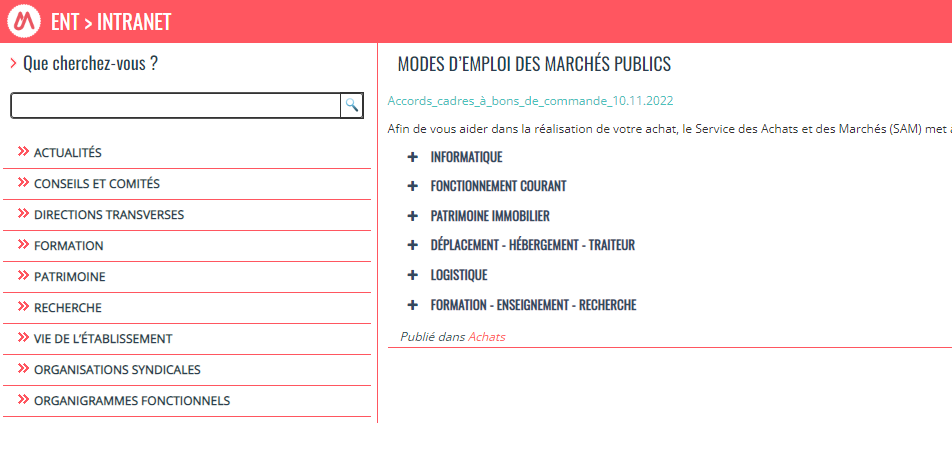 ENT > INTRANET
> Que cherchez-vous ?
ACTUALITÉS
CONSEILS ET COMITÉS
DIRECTIONS TRANSVERSES
FORMATION
PATRIMOINE
RECHERCHE
VIE DE L'ÉTABLISSEMENT
ORGANISATIONS SYNDICALES
ORGANIGRAMMES FONCTIONNELS
MODES D'EMPLOI DES MARCHÉS PUBLICS
Accords_cadres_à_bons_de_commande_10.11.2022
Afin de vous aider dans la réalisation de votre achat, le Service des Achats et des Marchés (SAM) met
INFORMATIQUE
FONCTIONNEMENT COURANT
PATRIMOINE IMMOBILIER
DÉPLACEMENT - HÉBERGEMENT - TRAITEUR
LOGISTIQUE
FORMATION - ENSEIGNEMENT - RECHERCHE
Publié dans Achats